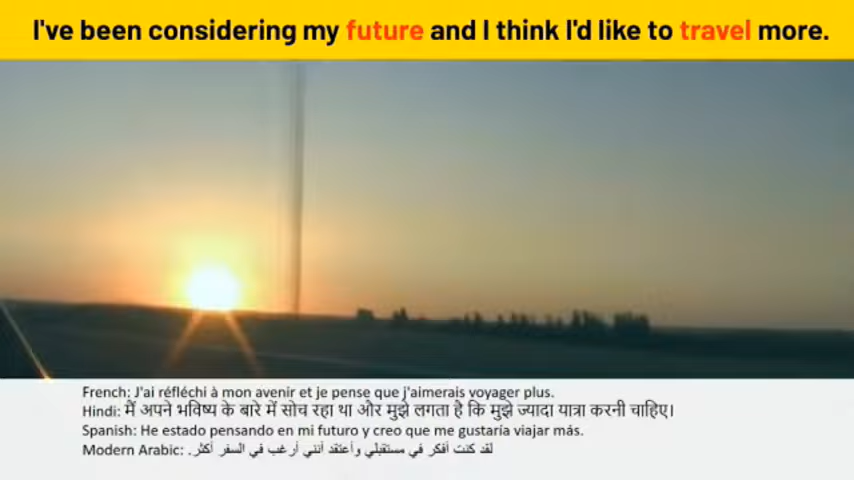 I've been considering my future and I think I'd like to travel more.
French: J'ai réfléchi à mon avenir et je pense que j'aimerais voyager plus.
Hindi: मैं अपने भविष्य के बारे में सोच रहा था और मुझे लगता है कि मुझे ज्यादा यात्रा करनी चाहिए।
Spanish: He estado pensando en mi futuro y creo que me gustaría viajar más.
Modern Arabic: لقد كنت أفكر في مستقبلي وأعتقد أنني أرغب في السفر أكثر.